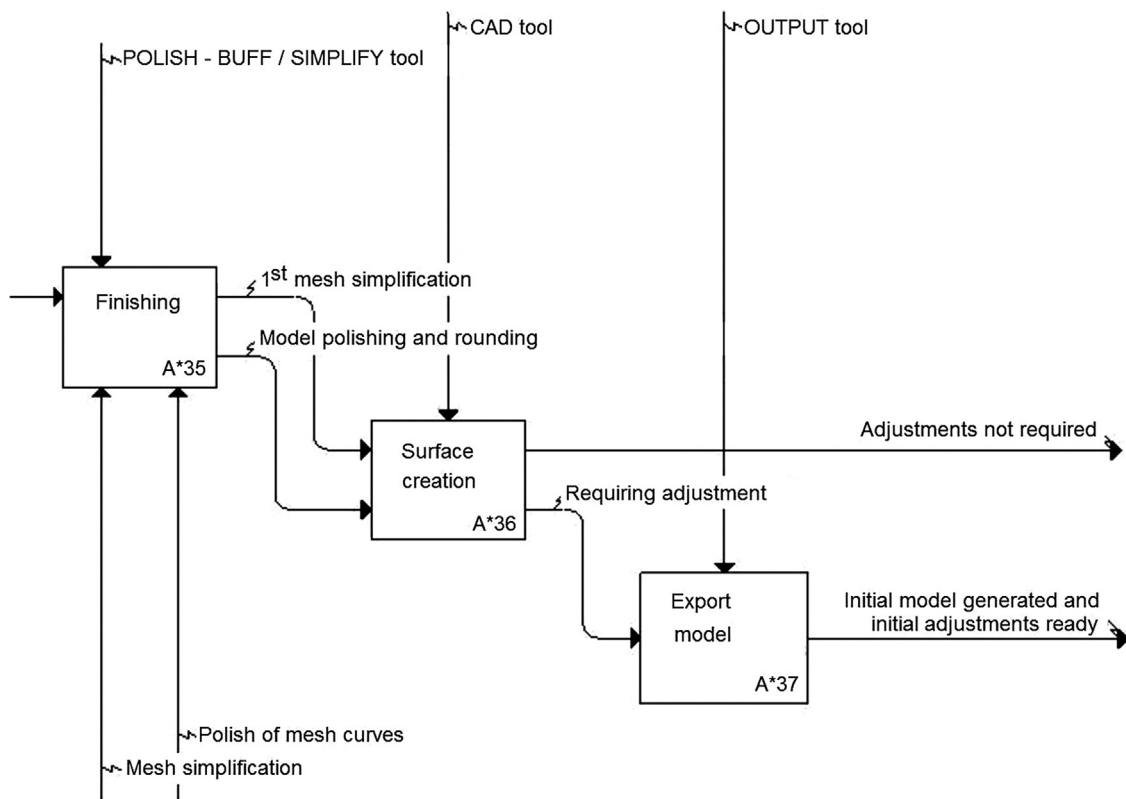 CAD tool
OUTPUT tool
POLISH - BUFF / SIMPLIFY tool
1st mesh simplification
Finishing
Model polishing and rounding
A*35
Adjustments not required
Surface
creation
Requiring adjustment
A*36
Export
model
Initial model generated and
initial adjustments ready
A*37
Polish of mesh curves
Mesh simplification